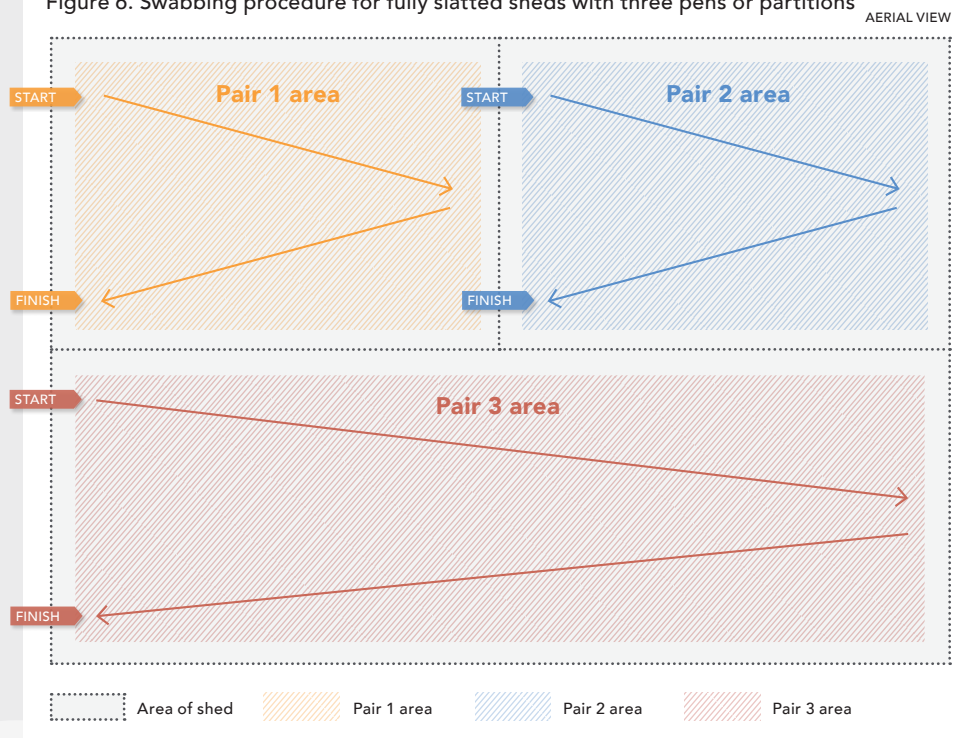 Figure 6. Swabbing procedure for fully slatted sheds with three pens or partitions
AERIAL VIEW
START
Pair 1 area
START
Pair 2 area
FINISH
FINISH
START
Pair 3 area
FINISH
Area of shed
Pair 1 area
Pair 2 area
Pair 3 area